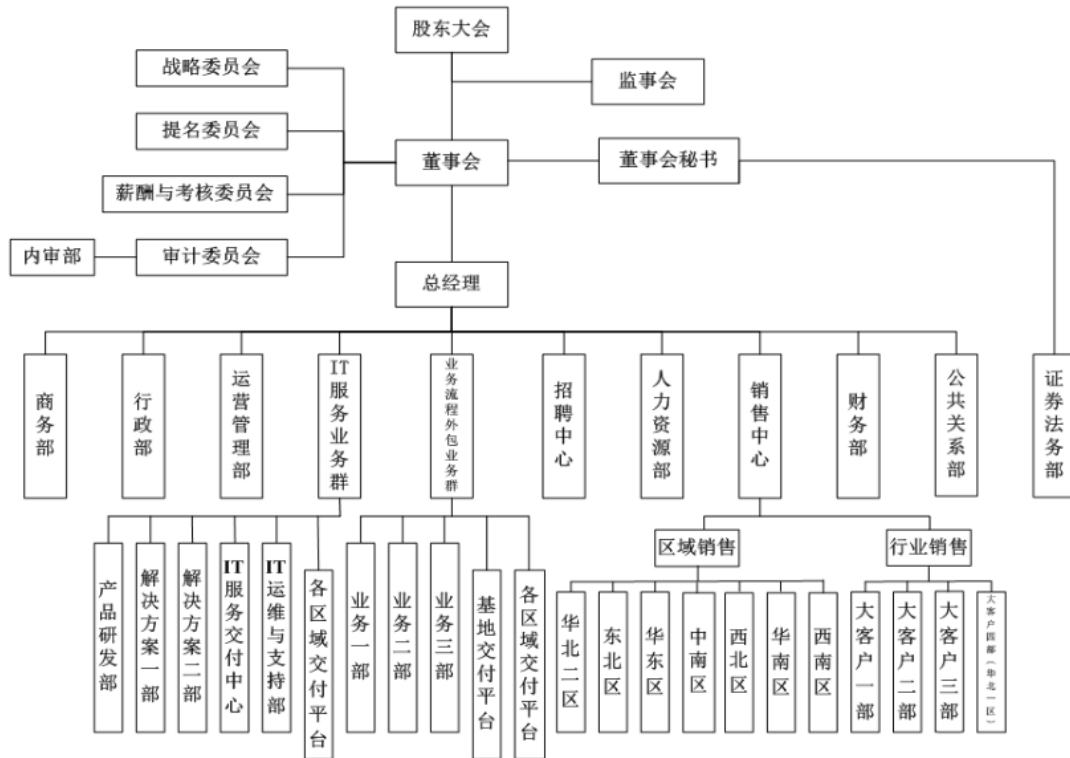 股东大会
战略委员会
监事会
提名委员会
董事会
董事会秘书
薪酬与考核委员会
内审部
审计委员会
总经理
商务部
行政部
运营管理部
IT服务业务群
业务流程外包业务群
招聘中心
人力资源部
销售中心
财务部
公共关系部
证券法务部
区域销售
行业销售
产品研发部
解决方案一部
解决方案二部
IT服务交付中心
IT运维与支持部
各区域交付平台
业务一部
业务二部
业务三部
基地交付平台
各区域交付平台
华北二区
东北区
华东区
中南区
西北区
华南区
西南区
大客户一部
大客户二部
大客户三部
大客户四部（华北一区）